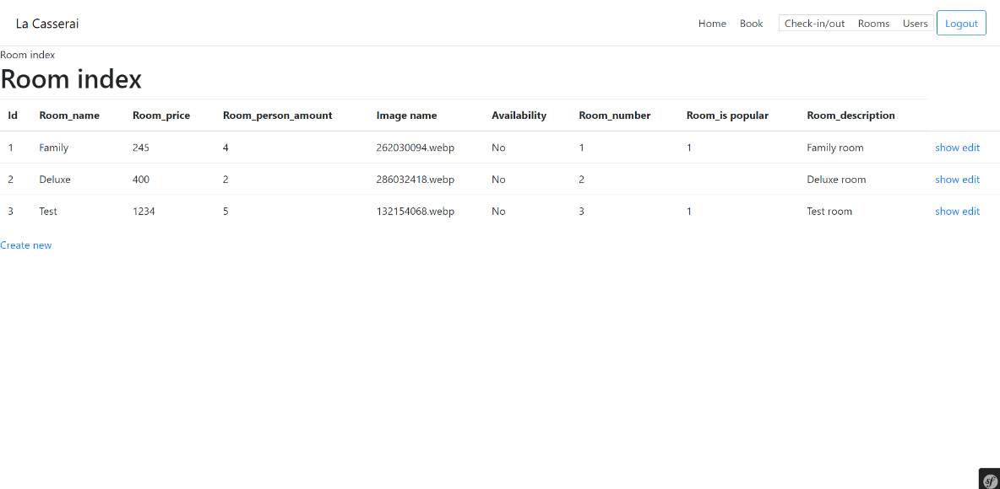 La Casserai Home Book Check-in/out Rooms Users Logout
Room index
Room index
Id Room_name Room_price Room_person_amount Image name Availability Room_number Room_is popular Room_description
1 Family 245 4 262030094.webp No 1 1 Family room show edit
2 Deluxe 400 2 286032418.webp No 2 Deluxe room show edit
3 Test 1234 5 132154068.webp No 3 1 Test room show edit
Create new
sf